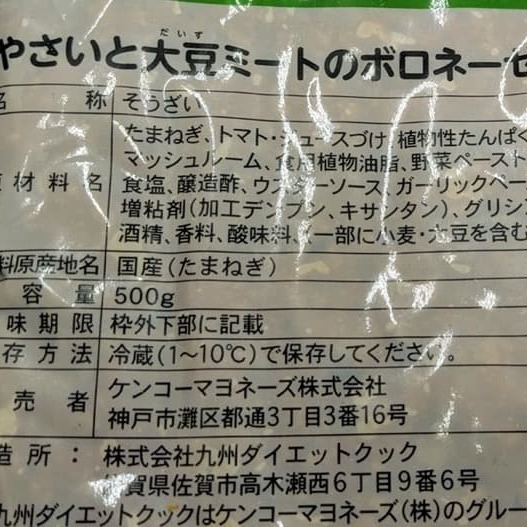 だいず
やさいと大豆ミートのボロネーゼ
名 称 そうざい
たまねぎ、トマト・ジュースづけ、植物性たんぱく
マッシュルーム、食用植物油脂、野菜ペースト
原材料名 食塩、醸造酢、ウスターソース、ガーリックペー
増粘剤(加工デンプン、キサンタン)、グリシ
酒精、香料、酸味料、(一部に小麦・大豆を含む
料原産地名 国産(たまねぎ)
容 量 500g
味期限 枠外下部に記載
存方法 冷蔵(1~10℃)で保存してください。
売者 ケンコーマヨネーズ株式会社
神戸市灘区都通3丁目3番16号
造所: 株式会社九州ダイエットクック
賀県佐賀市高木瀬西6丁目9番6号
九州ダイエットクックはケンコーマヨネーズ(株)のグルー